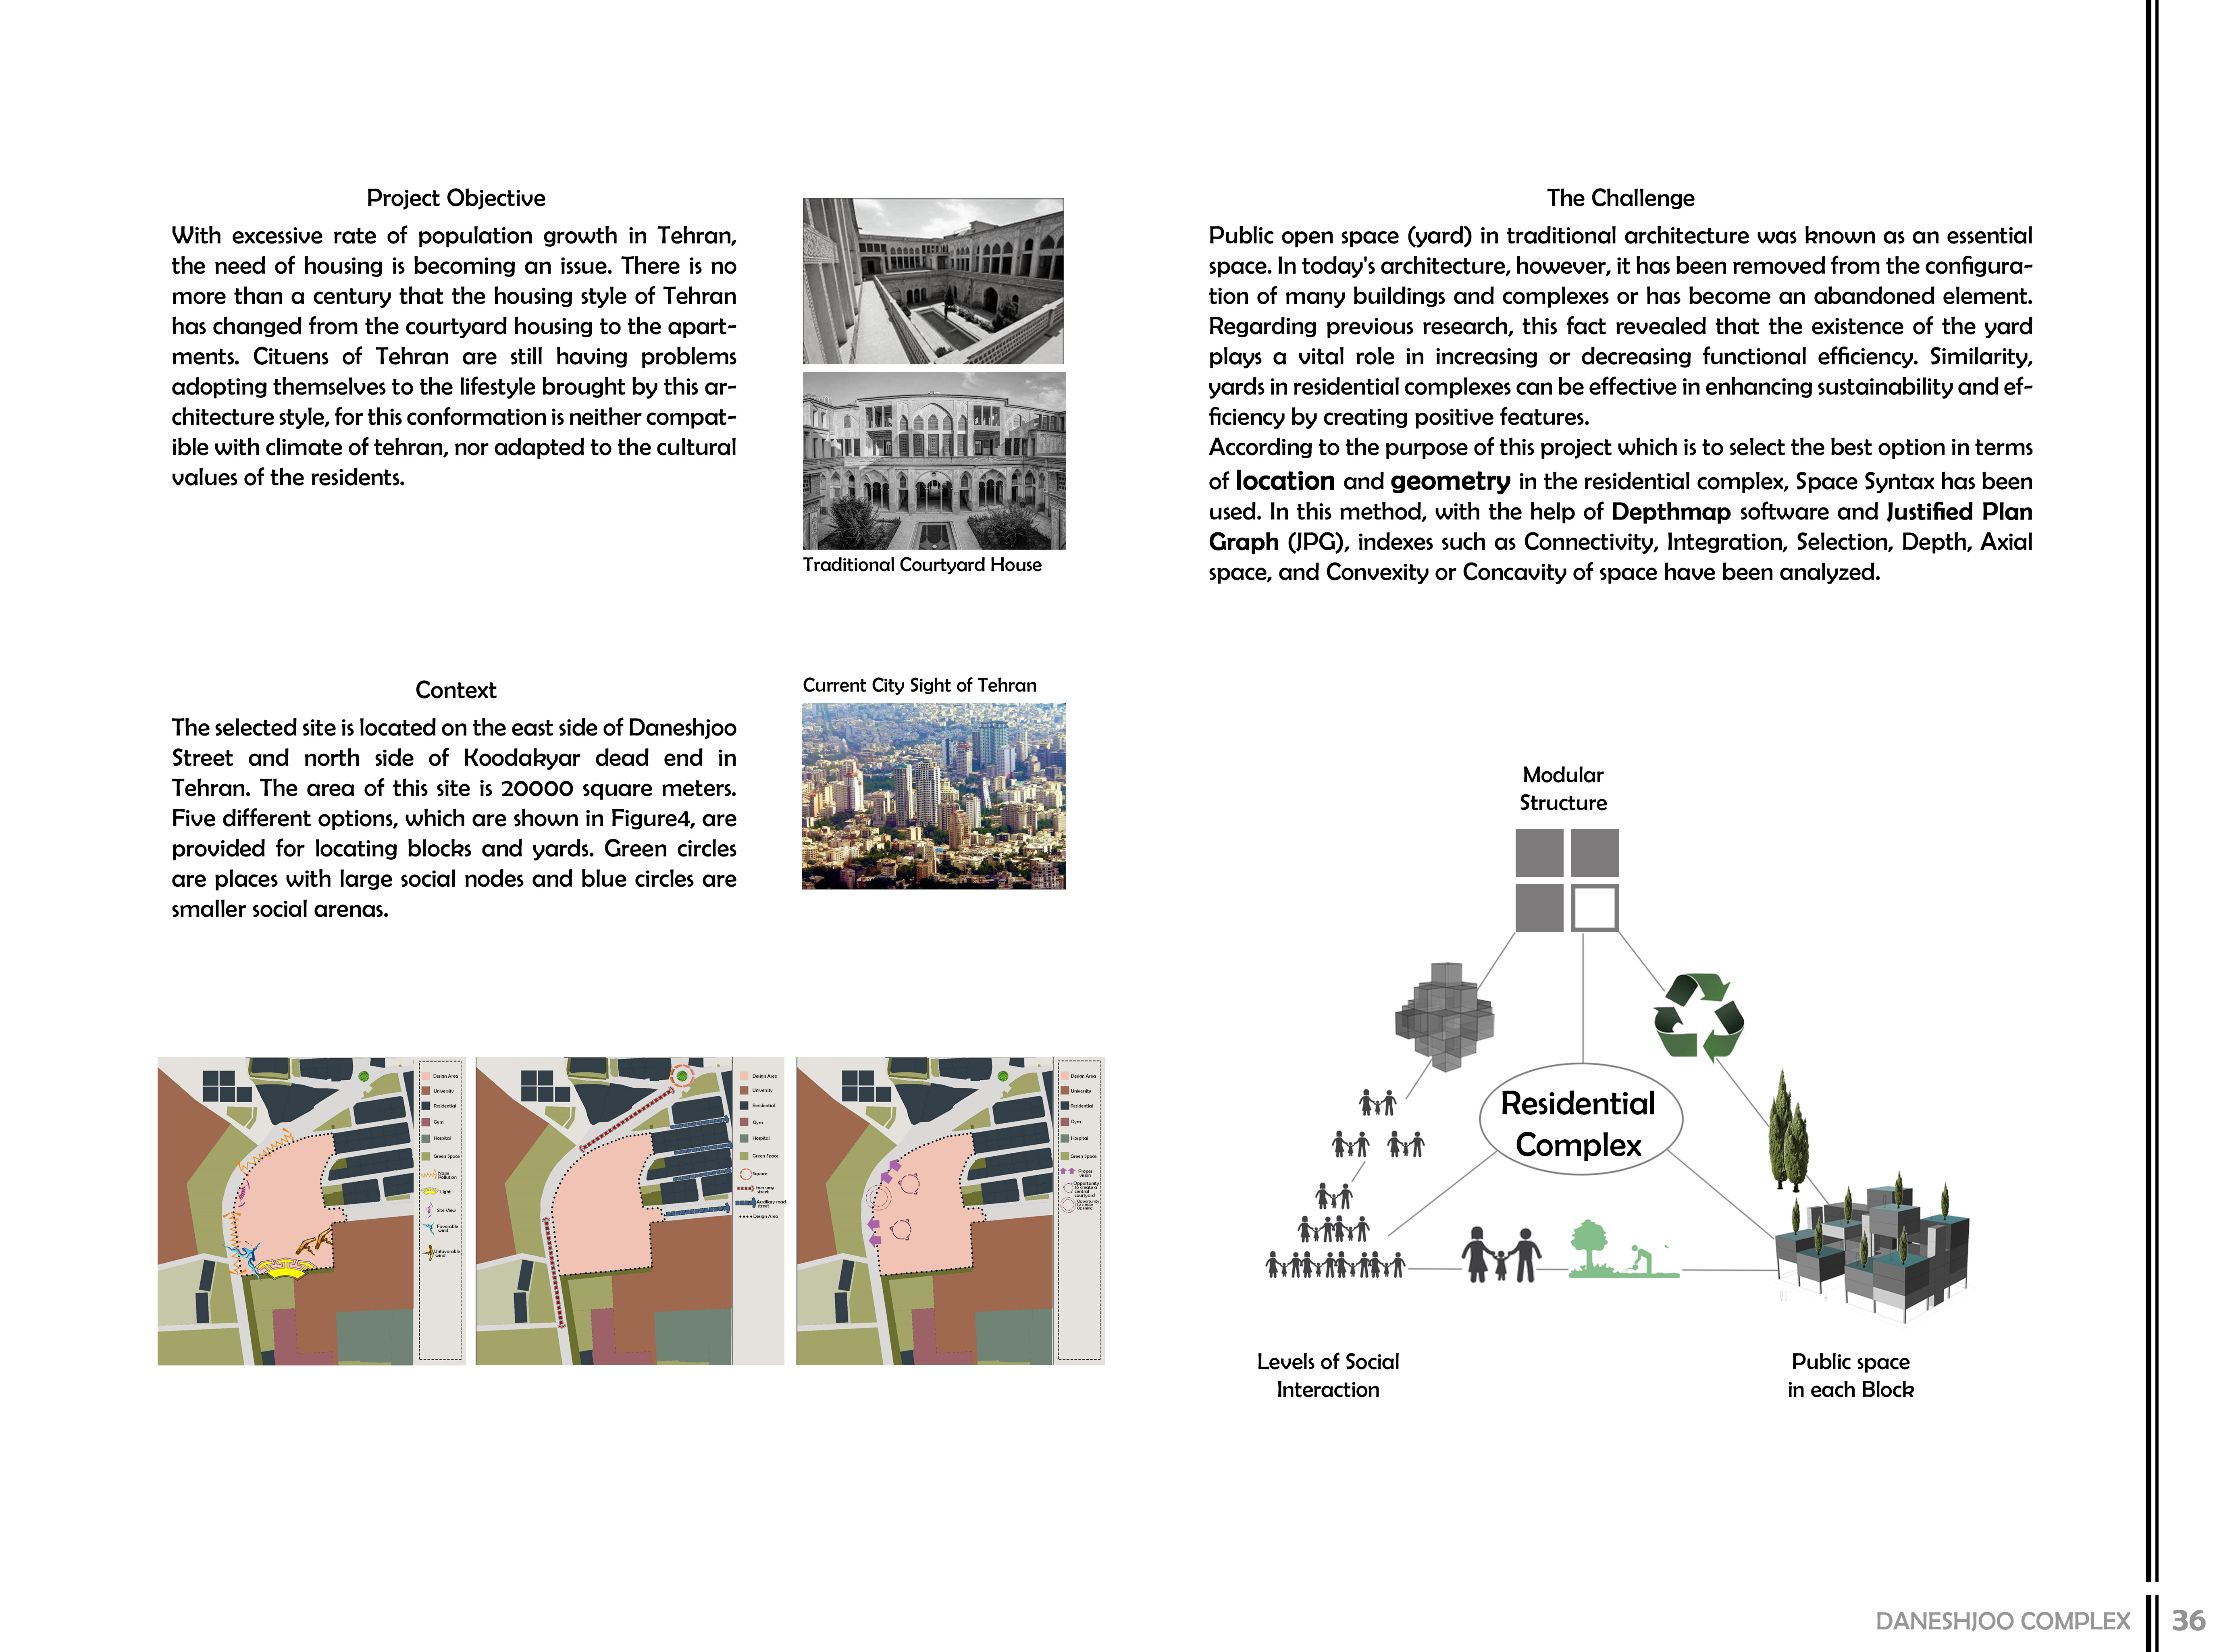 Project Objective
With excessive rate of population growth in Tehran,
the need of housing is becoming an issue. There is no
more than a century that the housing style of Tehran
has changed from the courtyard housing to the apart-
ments. Cituens of Tehran are still having problems
adopting themselves to the lifestyle brought by this ar-
chitecture style, for this conformation is neither compat-
ible with climate of tehran, nor adapted to the cultural
values of the residents.
Traditional Courtyard House
Context
The selected site is located on the east side of Daneshjoo
Street and north side of Koodakyar dead end in
Tehran. The area of this site is 20000 square meters.
Five different options, which are shown in Figure4, are
provided for locating blocks and yards. Green circles
are places with large social nodes and blue circles are
smaller social arenas.
Current City Sight of Tehran
Design Area
University
Residential
Gym
Hospital
Green Space
Noise
Pollution
Light
Site View
Favorable
wind
Unfavorable
wind
Design Area
University
Residential
Gym
Hospital
Green Space
Square
two way
street
Auxiliary road
street
Design Area
Design Area
University
Residential
Gym
Hospital
Green Space
Proper
vision
Opportunity
to create a
central
courtyard
Opportunity
to create
Opening
The Challenge
Public open space (yard) in traditional architecture was known as an essential
space. In today's architecture, however, it has been removed from the configura-
tion of many buildings and complexes or has become an abandoned element.
Regarding previous research, this fact revealed that the existence of the yard
plays a vital role in increasing or decreasing functional efficiency. Similarity,
yards in residential complexes can be effective in enhancing sustainability and ef-
ficiency by creating positive features.
According to the purpose of this project which is to select the best option in terms
of location and geometry in the residential complex, Space Syntax has been
used. In this method, with the help of Depthmap software and Justified Plan
Graph (JPG), indexes such as Connectivity, Integration, Selection, Depth, Axial
space, and Convexity or Concavity of space have been analyzed.
Modular
Structure
Residential
Complex
Levels of Social
Interaction
Public space
in each Block
DANESHJOO COMPLEX 36